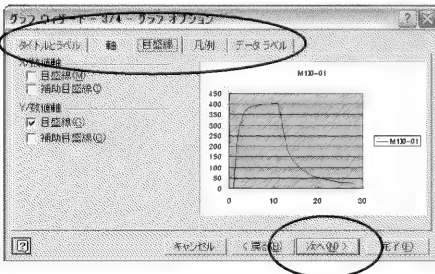 グラフ ウィザード - 3/4 - グラフ オプション
タイトルとラベル 軸 目盛線 凡例 データ ラベル
X/数値軸
目盛線(M)
補助目盛線(I)
Y/数値軸
目盛線(O)
補助目盛線(G)
M100-01
450
400
350
300
250
200
150
100
50
0
0 10 20 30
M100-01
キャンセル < 戻る(B) 次へ(N) > 完了(F)